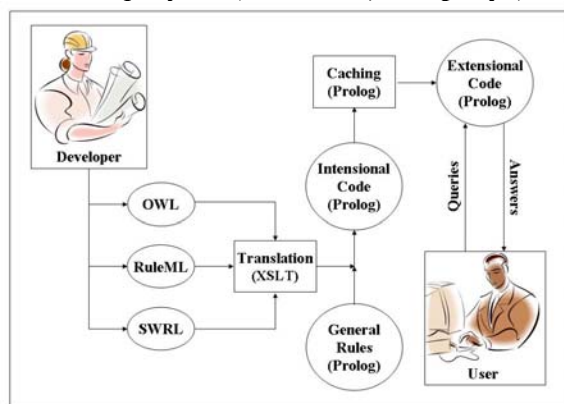 Developer
OWL
RuleML
SWRL
Translation
(XSLT)
Caching
(Prolog)
Intensional
Code
(Prolog)
General
Rules
(Prolog)
Extensional
Code
(Prolog)
Queries
Answers
User